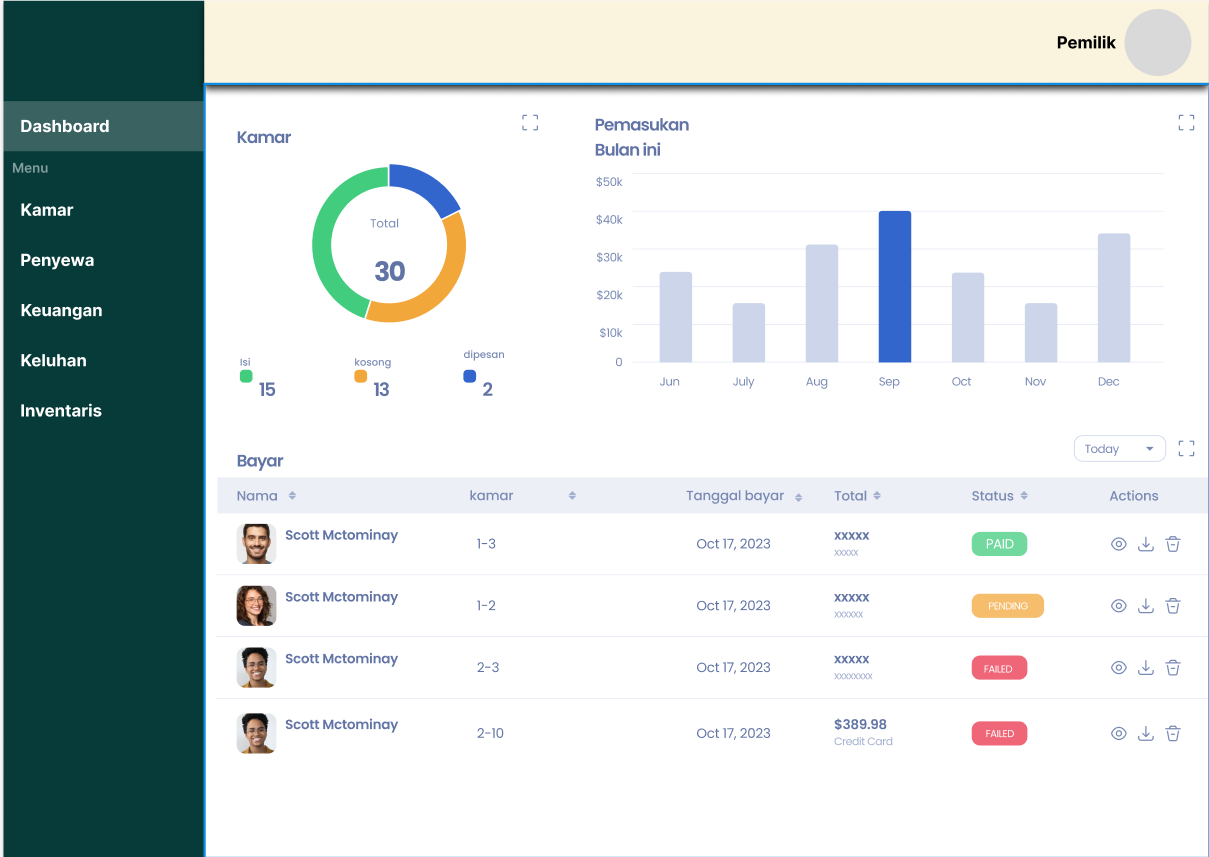 Pemilik
Dashboard
Menu
Kamar
Penyewa
Keuangan
Keluhan
Inventaris
Kamar
Total
30
Isi
15
kosong
13
dipesan
2
Pemasukan
Bulan ini
$50k
$40k
$30k
$20k
$10k
0
Jun July Aug Sep Oct Nov Dec
Bayar
Today
Nama kamar Tanggal bayar Total Status Actions
Scott Mctominay 1-3 Oct 17, 2023 xxxxx PAID
xxxxx
Scott Mctominay 1-2 Oct 17, 2023 xxxxx PENDING
xxxxxx
Scott Mctominay 2-3 Oct 17, 2023 xxxxx FAILED
xxxxxxxx
Scott Mctominay 2-10 Oct 17, 2023 $389.98 FAILED
Credit Card